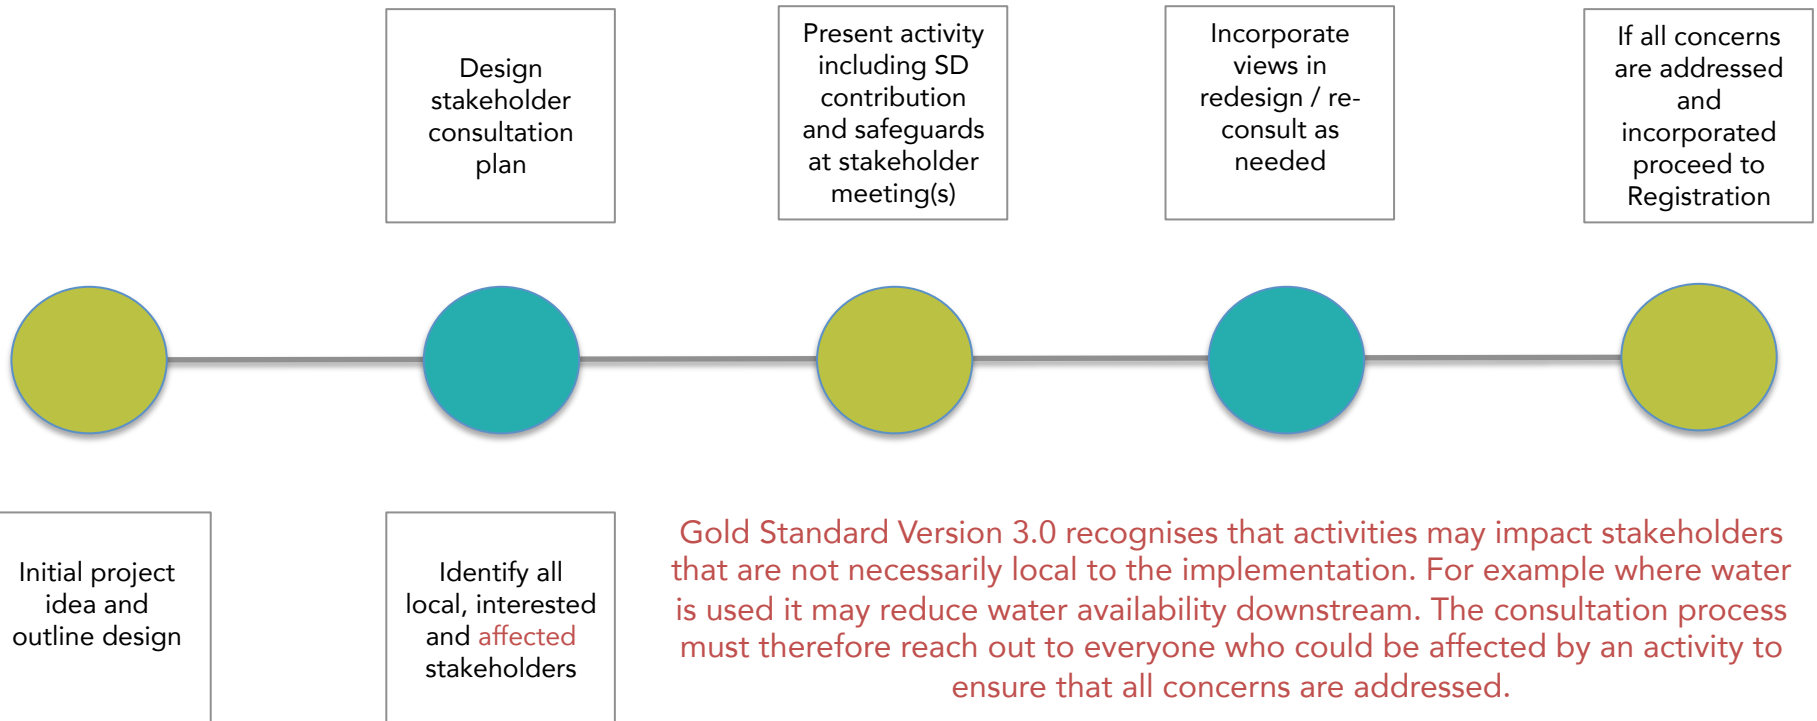 Design
stakeholder
consultation
plan
Present activity
including SD
contribution
and safeguards
at stakeholder
meeting(s)
Incorporate
views in
redesign / re-
consult as
needed
If all concerns
are addressed
and
incorporated
proceed to
Registration
Initial project
idea and
outline design
Identify all
local, interested
and affected
stakeholders
Gold Standard Version 3.0 recognises that activities may impact stakeholders
that are not necessarily local to the implementation. For example where water
is used it may reduce water availability downstream. The consultation process
must therefore reach out to everyone who could be affected by an activity to
ensure that all concerns are addressed.